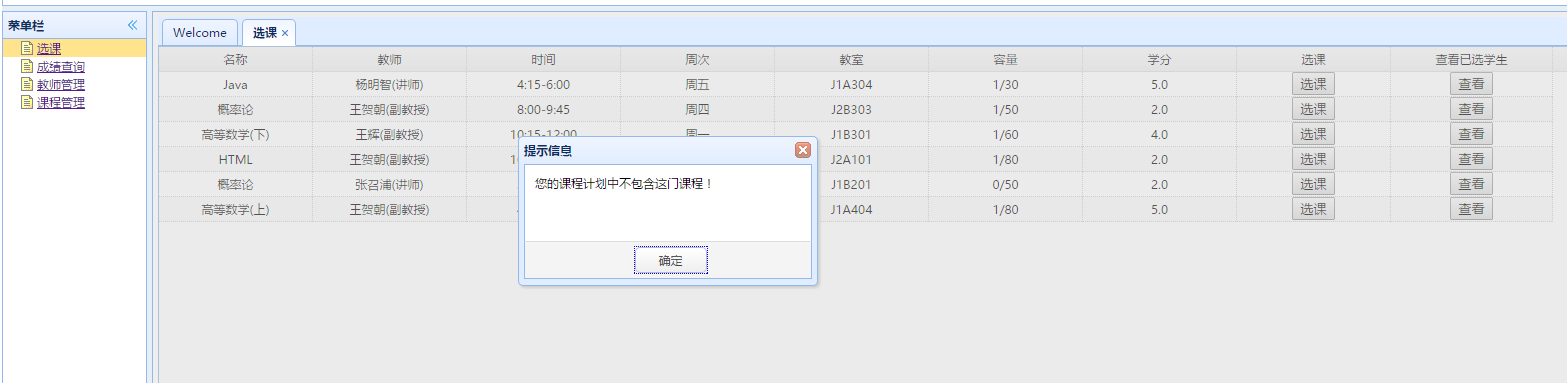 菜单栏
选课
成绩查询
教师管理
课程管理
Welcome 选课
名称 教师 时间 周次 教室 容量 学分 选课 查看已选学生
Java 杨明智(讲师) 4:15-6:00 周五 J1A304 1/30 5.0 选课 查看
概率论 王贺朝(副教授) 8:00-9:45 周四 J2B303 1/50 2.0 选课 查看
高等数学(下) 王辉(副教授) 10:15-12:00 周一 J1B301 1/60 4.0 选课 查看
HTML 王贺朝(副教授) J2A101 1/80 2.0 选课 查看
概率论 张召浦(讲师) J1B201 0/50 2.0 选课 查看
高等数学(上) 王贺朝(副教授) J1A404 1/80 5.0 选课 查看
提示信息
您的课程计划中不包含这门课程！
确定